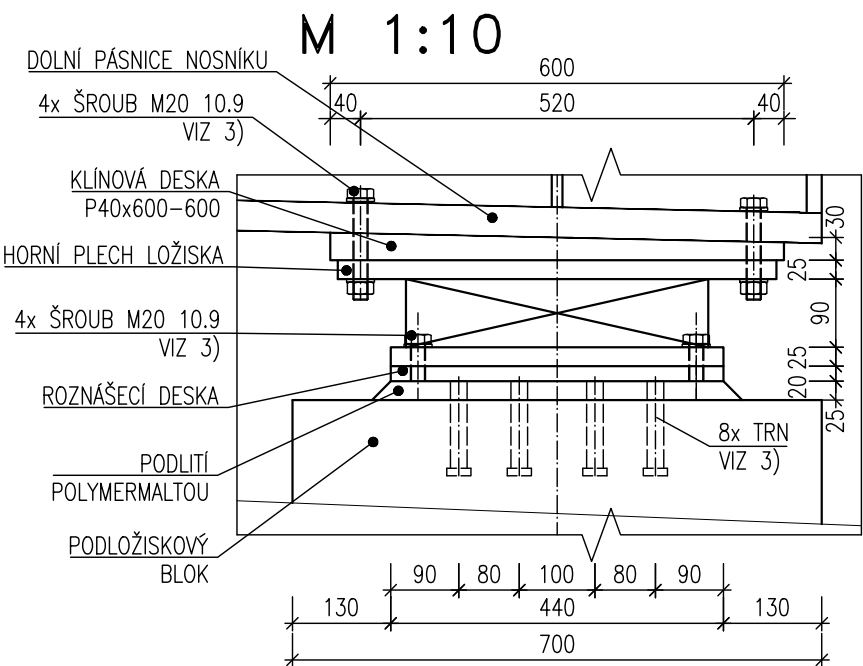 M 1:10
DOLNÍ PÁSNICE NOSNÍKU
600
4x ŠROUB M20 10.9
VIZ 3)
40
520
40
KLÍNOVÁ DESKA
P40x600-600
HORNÍ PLECH LOŽISKA
30
25
90
4x ŠROUB M20 10.9
VIZ 3)
25
20
25
ROZNÁŠECÍ DESKA
8x TRN
VIZ 3)
PODLITÍ
POLYMERMALTOU
PODLOŽISKOVÝ
BLOK
90
80
100
80
90
130
440
130
700